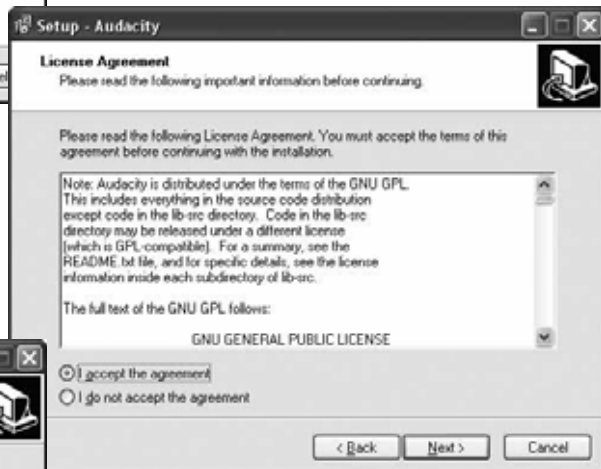 Setup - Audacity
License Agreement
Please read the following important information before continuing.
Please read the following License Agreement. You must accept the terms of this
agreement before continuing with the installation.
Note: Audacity is distributed under the terms of the GNU GPL.
This includes everything in the source code distribution
except code in the lib-src directory. Code in the lib-src
directory may be released under a different license
(which is GPL-compatible). For a summary, see the
README.txt file, and for specific details, see the license
information inside each subdirectory of lib-src.
The full text of the GNU GPL follows:
GNU GENERAL PUBLIC LICENSE
I accept the agreement
I do not accept the agreement
< Back
Next >
Cancel